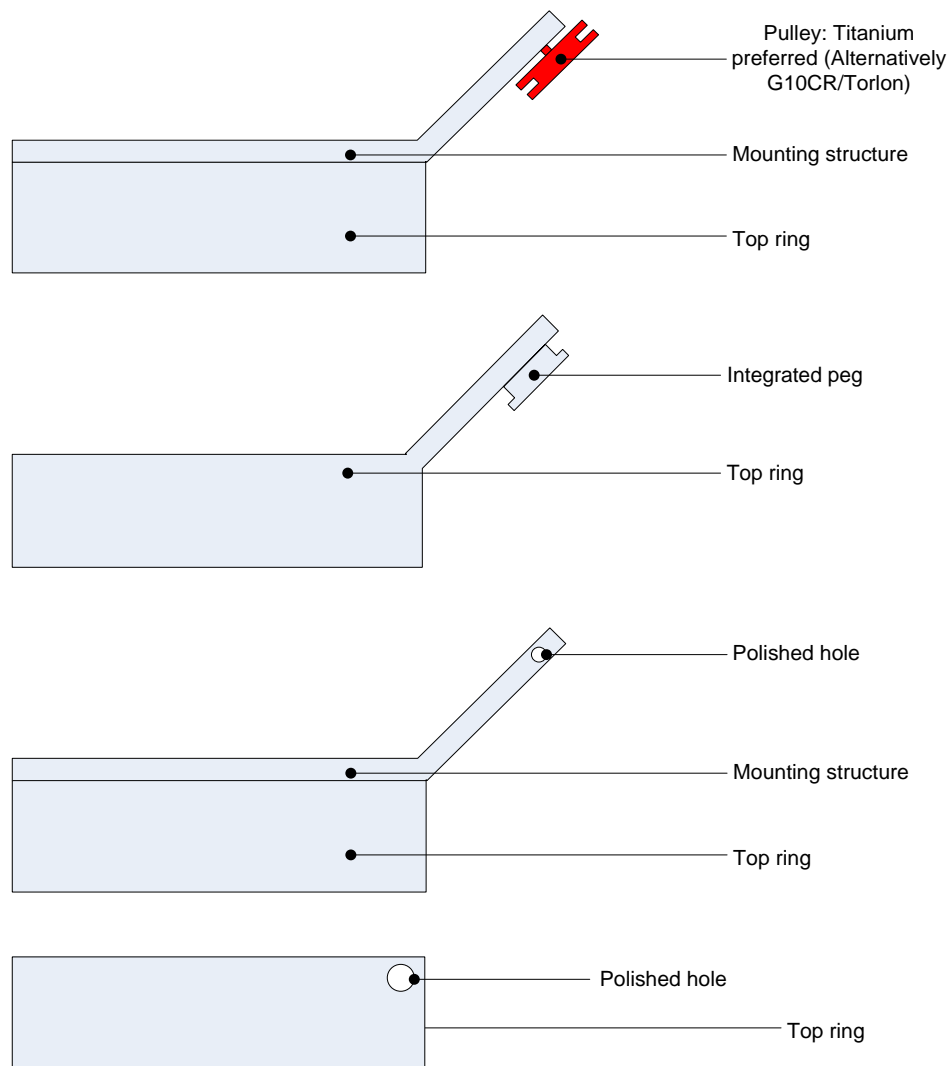 Pulley: Titanium
preferred (Alternatively
G10CR/Torlon)
Mounting structure
Top ring
Integrated peg
Top ring
Polished hole
Mounting structure
Top ring
Polished hole
Top ring